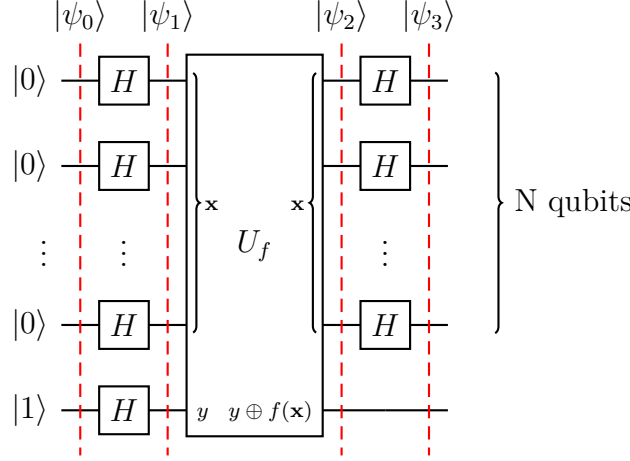 |ψ₀⟩ |ψ₁⟩ |ψ₂⟩ |ψ₃⟩
|0⟩ H H
|0⟩ H H
x x N qubits
⋮ ⋮ U_f ⋮
|0⟩ H H
|1⟩ H y y ⊕ f(x)